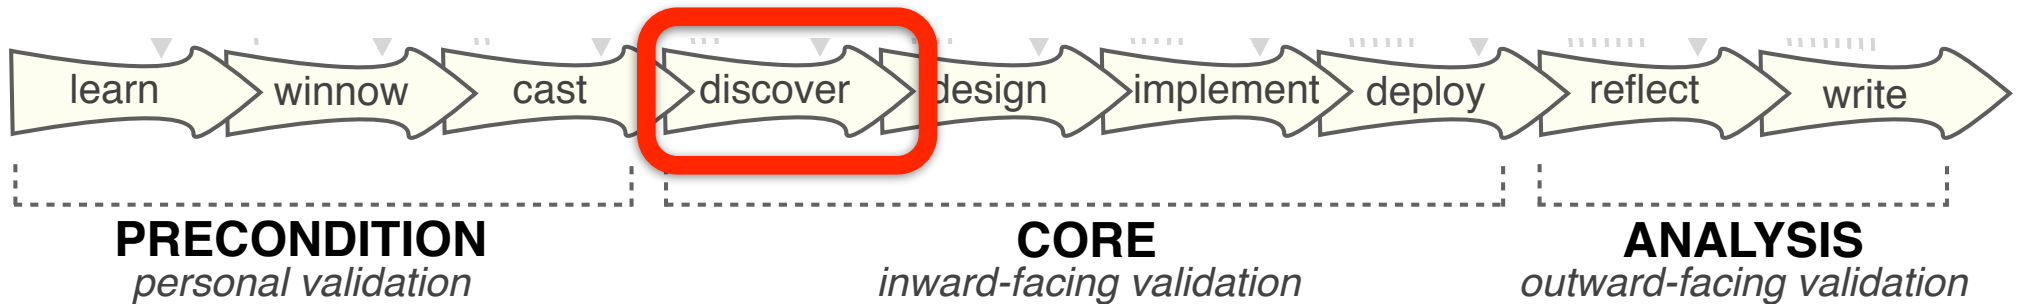 learn winnow cast discover design implement deploy reflect write
PRECONDITION CORE ANALYSIS
personal validation inward-facing validation outward-facing validation